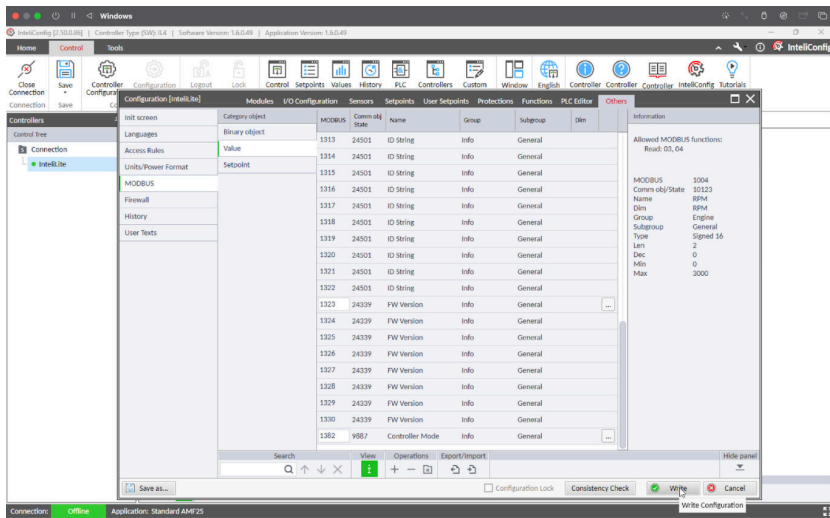 Windows
InteliConfig [2.50.0.86] | Controller Type (SW): IL4 | Software Version: 1.6.0.49 | Application Version: 1.6.0.49
Home Control Tools InteliConfig
Close Connection Save Controller Configuration Logout Lock Control Setpoints Values History PLC Controllers Custom Window English Controller Controller Controller InteliConfig Tutorials
Connection Save
Controllers
Control Tree
Connection
InteliLite
Configuration [InteliLite] Modules I/O Configuration Sensors Setpoints User Setpoints Protections Functions PLC Editor Others
Init screen
Languages
Access Rules
Units/Power Format
MODBUS
Firewall
History
User Texts
Category object
Binary object
Value
Setpoint
MODBUS Comm obj State Name Group Subgroup Dim
1313 24501 ID String Info General
1314 24501 ID String Info General
1315 24501 ID String Info General
1316 24501 ID String Info General
1317 24501 ID String Info General
1318 24501 ID String Info General
1319 24501 ID String Info General
1320 24501 ID String Info General
1321 24501 ID String Info General
1322 24501 ID String Info General
1323 24339 FW Version Info General ...
1324 24339 FW Version Info General
1325 24339 FW Version Info General
1326 24339 FW Version Info General
1327 24339 FW Version Info General
1328 24339 FW Version Info General
1329 24339 FW Version Info General
1330 24339 FW Version Info General
1382 9887 Controller Mode Info General ...
Information
Allowed MODBUS functions:
Read: 03, 04
MODBUS 1004
Comm obj/State 10123
Name RPM
Dim RPM
Group Engine
Subgroup General
Type Signed 16
Len 2
Dec 0
Min 0
Max 3000
Search View Operations Export/Import Hide panel
Save as... Configuration Lock Consistency Check Write Cancel
Write Configuration
Connection: Offline Application: Standard AMF25